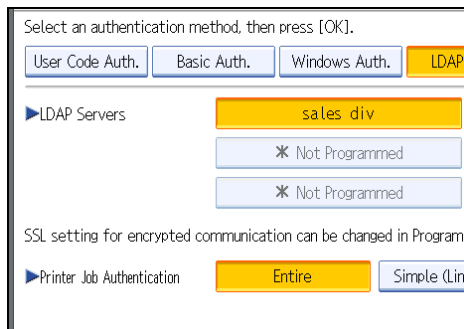 Select an authentication method, then press [OK].
User Code Auth. Basic Auth. Windows Auth. LDAP
▶LDAP Servers sales div
✱ Not Programmed
✱ Not Programmed
SSL setting for encrypted communication can be changed in Program
▶Printer Job Authentication Entire Simple (Lin